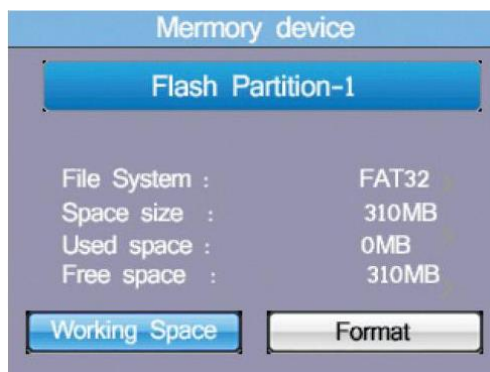 Mermory device
Flash Partition-1
File System : FAT32
Space size : 310MB
Used space : 0MB
Free space : 310MB
Working Space Format